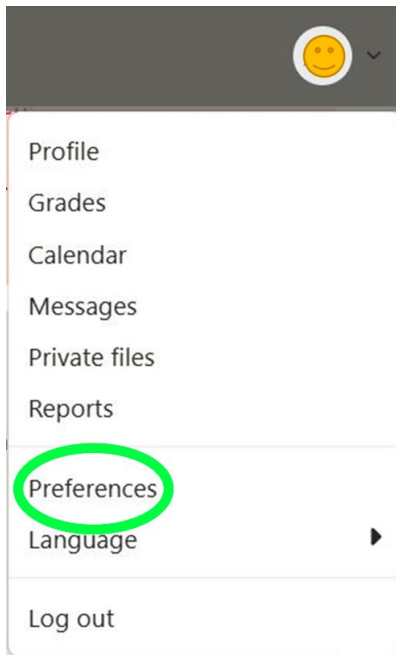 Profile
Grades
Calendar
Messages
Private files
Reports
Preferences
Language
Log out